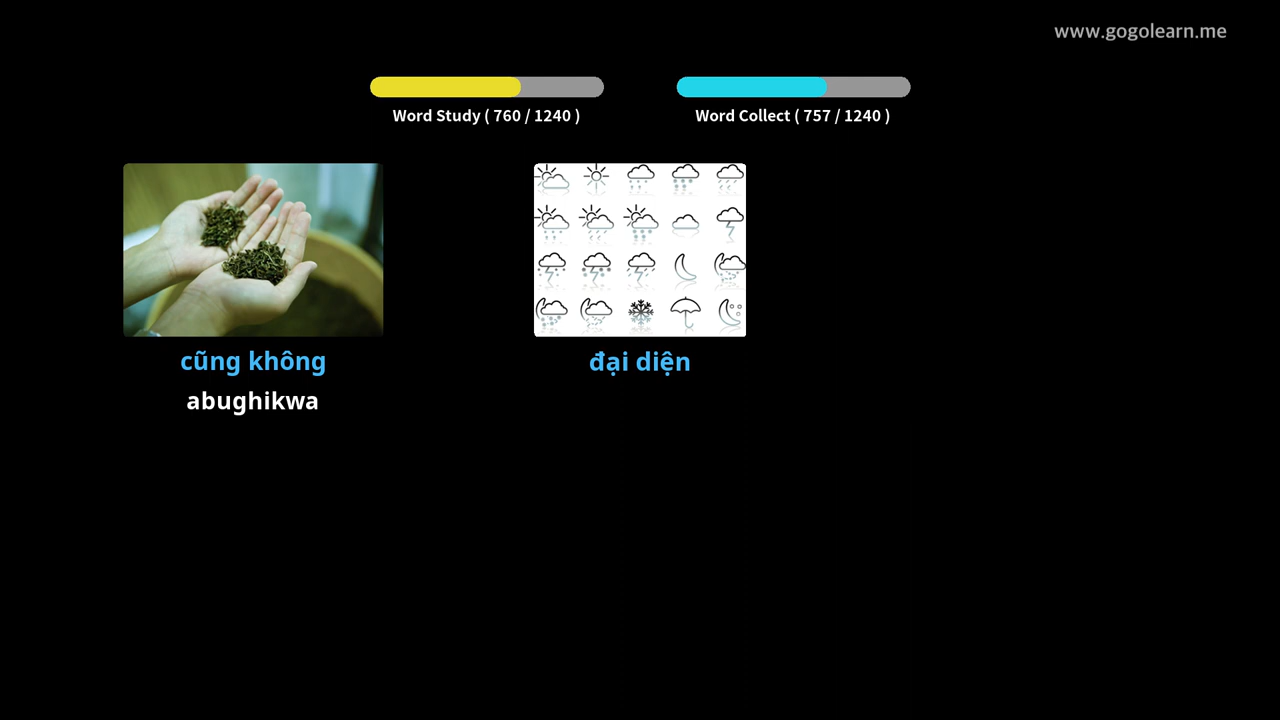 www.gogolearn.me
Word Study ( 760 / 1240 )
Word Collect ( 757 / 1240 )
cũng không
abughikwa
đại diện